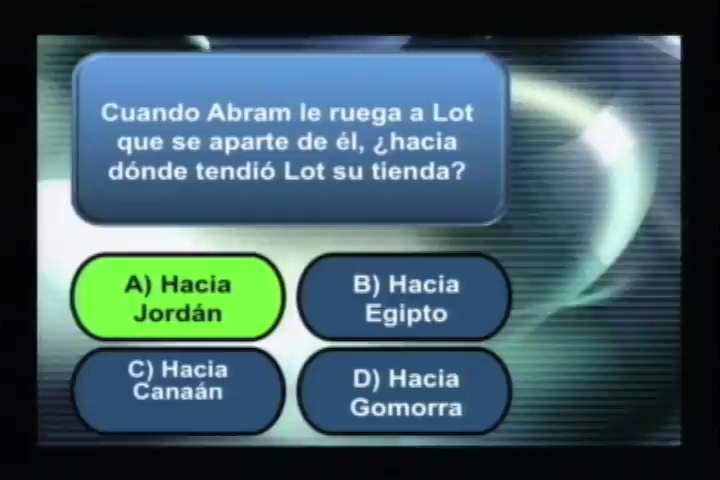 Cuando Abram le ruega a Lot
que se aparte de él, ¿hacia
dónde tendió Lot su tienda?
A) Hacia
Jordán
B) Hacia
Egipto
C) Hacia
Canaán
D) Hacia
Gomorra